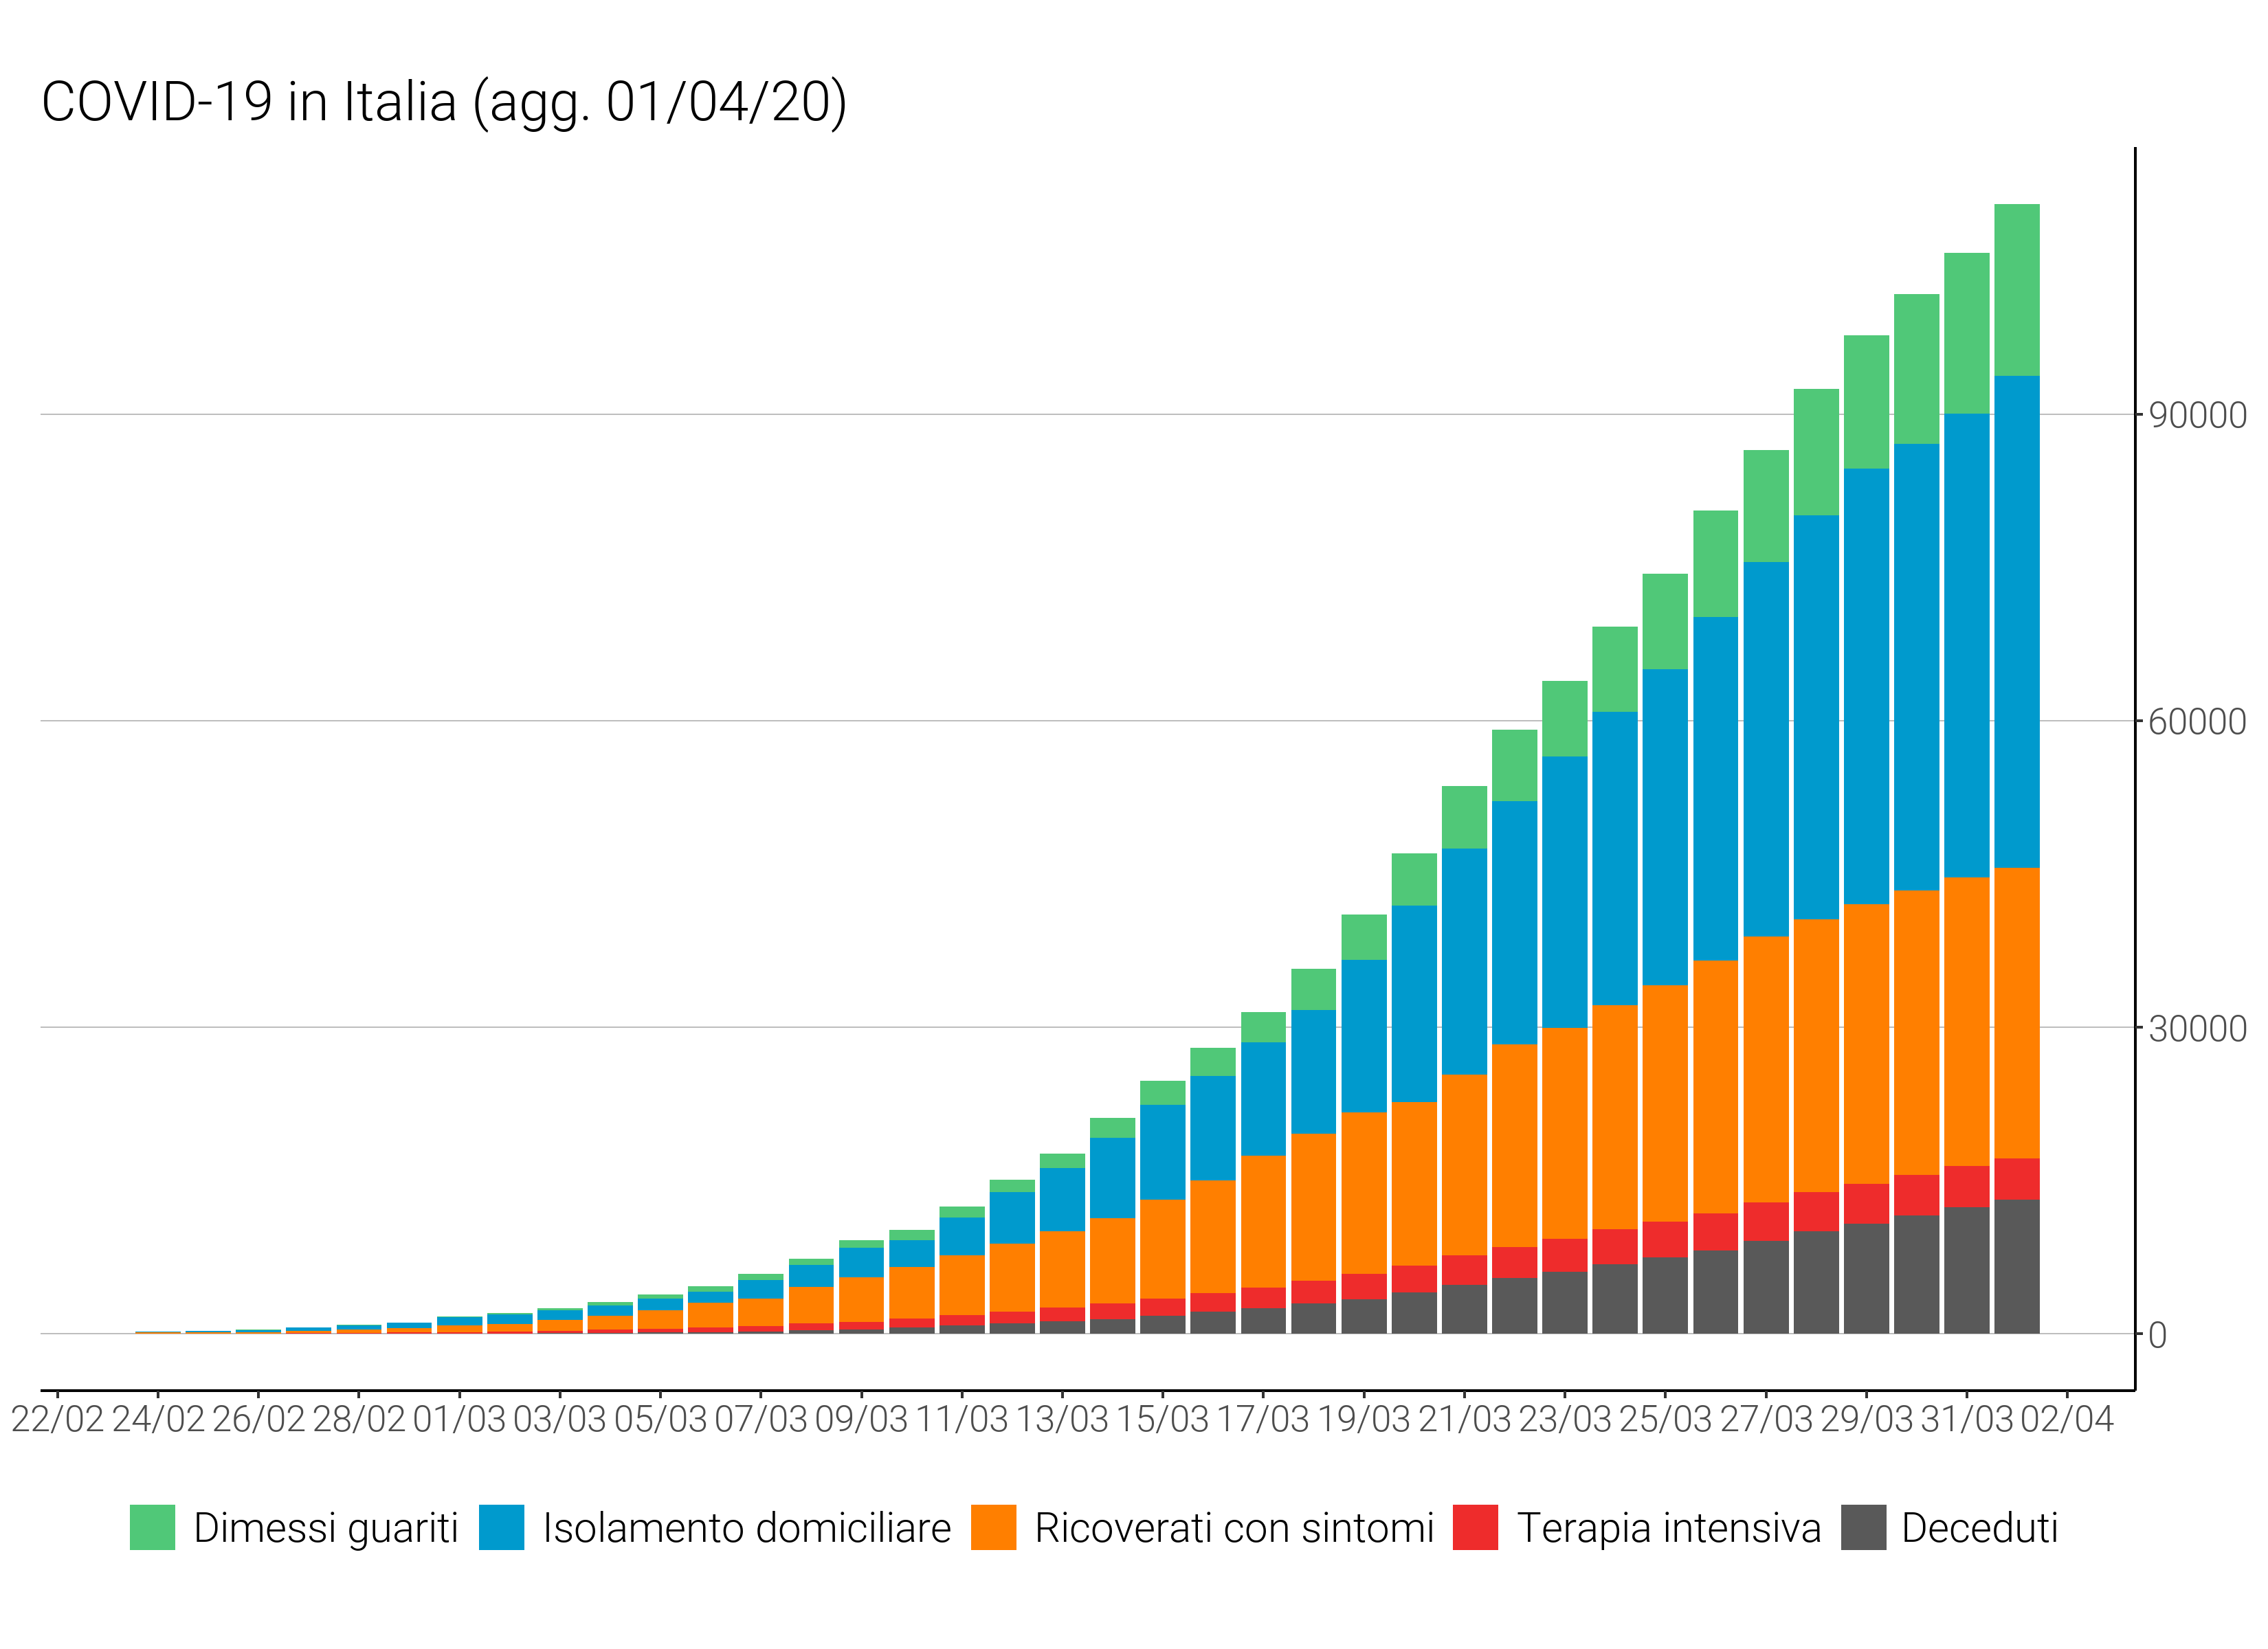 COVID-19 in Italia (agg. 01/04/20)
90000
60000
30000
0
22/02 24/02 26/02 28/02 01/03 03/03 05/03 07/03 09/03 11/03 13/03 15/03 17/03 19/03 21/03 23/03 25/03 27/03 29/03 31/03 02/04
Dimessi guariti Isolamento domiciliare Ricoverati con sintomi Terapia intensiva Deceduti